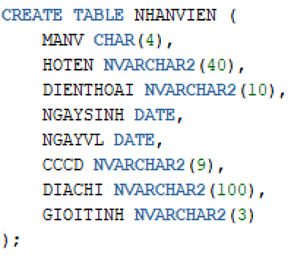 CREATE TABLE NHANVIEN (
    MANV CHAR(4),
    HOTEN NVARCHAR2(40),
    DIENTHOAI NVARCHAR2(10),
    NGAYSINH DATE,
    NGAYVL DATE,
    CCCD NVARCHAR2(9),
    DIACHI NVARCHAR2(100),
    GIOITINH NVARCHAR2(3)
);